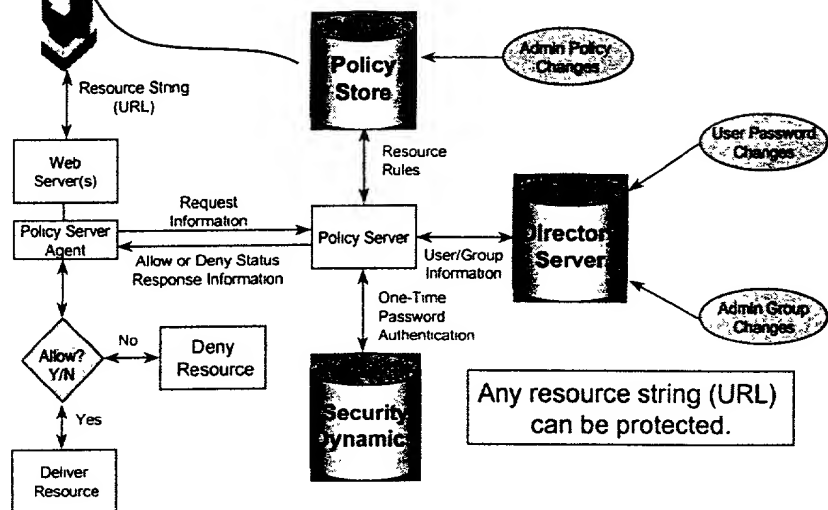 Policy
Store
Admin Policy
Changes
Resource String
(URL)
Resource
Rules
User Password
Changes
Web
Server(s)
Request
Information
Policy Server
Agent
Policy Server
Allow or Deny Status
Response Information
User/Group
Information
Director
Server
One-Time
Password
Authentication
Admin Group
Changes
Allow?
Y/N
No
Deny
Resource
Yes
Security
Dynamic
Any resource string (URL)
can be protected.
Deliver
Resource